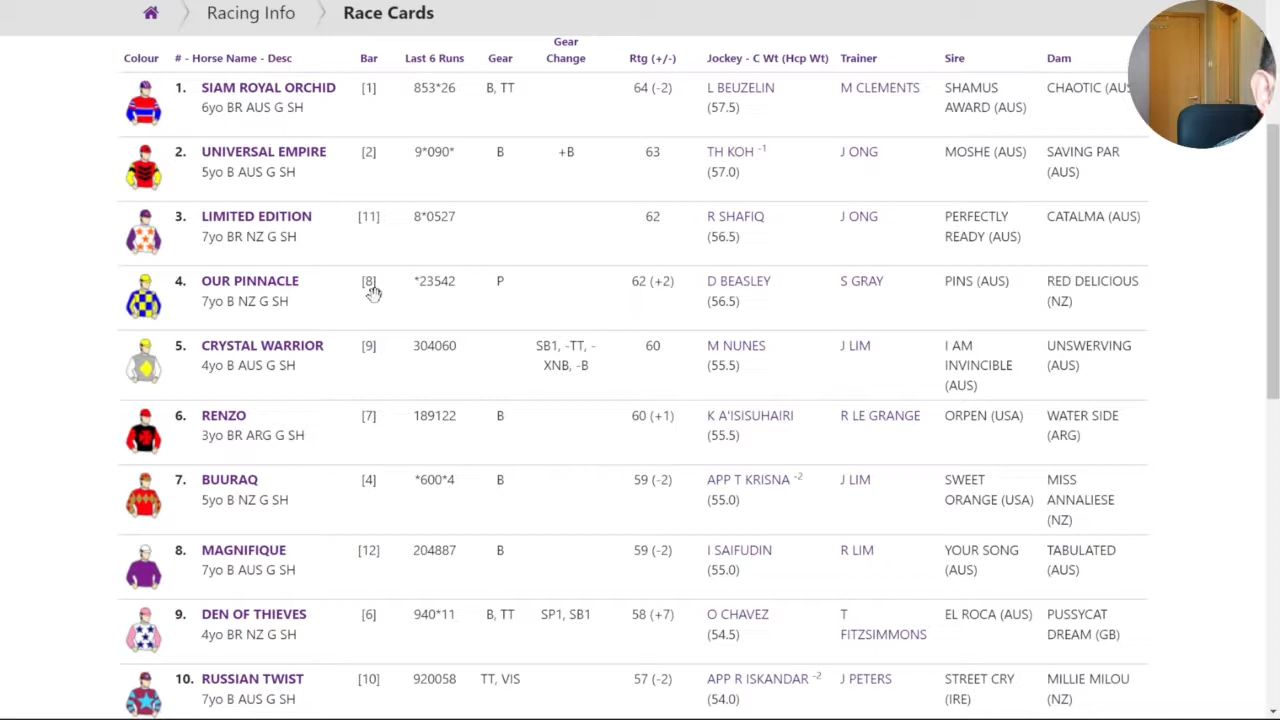 Racing Info Race Cards
Gear
Colour # - Horse Name - Desc Bar Last 6 Runs Gear Change Rtg (+/-) Jockey - C Wt (Hcp Wt) Trainer Sire Dam
1. SIAM ROYAL ORCHID [1] 853*26 B, TT 64 (-2) L BEUZELIN M CLEMENTS SHAMUS CHAOTIC (AUS
6yo BR AUS G SH (57.5) AWARD (AUS)
2. UNIVERSAL EMPIRE [2] 9*090* B +B 63 TH KOH -1 J ONG MOSHE (AUS) SAVING PAR
5yo B AUS G SH (57.0) (AUS)
3. LIMITED EDITION [11] 8*0527 62 R SHAFIQ J ONG PERFECTLY CATALMA (AUS)
7yo BR NZ G SH (56.5) READY (AUS)
4. OUR PINNACLE [8] *23542 P 62 (+2) D BEASLEY S GRAY PINS (AUS) RED DELICIOUS
7yo B NZ G SH (56.5) (NZ)
5. CRYSTAL WARRIOR [9] 304060 SB1, -TT, - 60 M NUNES J LIM I AM UNSWERVING
4yo B AUS G SH XNB, -B (55.5) INVINCIBLE (AUS)
(AUS)
6. RENZO [7] 189122 B 60 (+1) K A'ISISUHAIRI R LE GRANGE ORPEN (USA) WATER SIDE
3yo BR ARG G SH (55.5) (ARG)
7. BUURAQ [4] *600*4 B 59 (-2) APP T KRISNA -2 J LIM SWEET MISS
5yo B NZ G SH (55.0) ORANGE (USA) ANNALIESE
(NZ)
8. MAGNIFIQUE [12] 204887 B 59 (-2) I SAIFUDIN R LIM YOUR SONG TABULATED
7yo B AUS G SH (55.0) (AUS) (AUS)
9. DEN OF THIEVES [6] 940*11 B, TT SP1, SB1 58 (+7) O CHAVEZ T EL ROCA (AUS) PUSSYCAT
4yo BR NZ G SH (54.5) FITZSIMMONS DREAM (GB)
10. RUSSIAN TWIST [10] 920058 TT, VIS 57 (-2) APP R ISKANDAR -2 J PETERS STREET CRY MILLIE MILOU
7yo B AUS G SH (54.0) (IRE) (NZ)